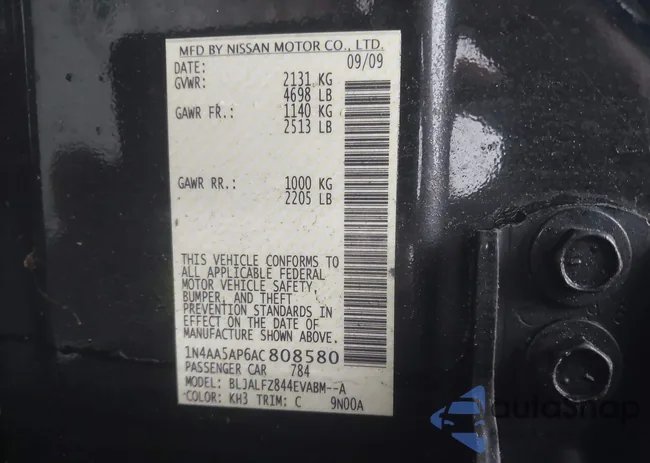 MFD BY NISSAN MOTOR CO., LTD.
DATE: 09/09
GVWR: 2131 KG
4698 LB
GAWR FR.: 1140 KG
2513 LB
GAWR RR.: 1000 KG
2205 LB
THIS VEHICLE CONFORMS TO
ALL APPLICABLE FEDERAL
MOTOR VEHICLE SAFETY,
BUMPER, AND THEFT
PREVENTION STANDARDS IN
EFFECT ON THE DATE OF
MANUFACTURE SHOWN ABOVE.
1N4AA5AP6AC808580
PASSENGER CAR 784
MODEL: BLJALFZ844EVABM--A
COLOR: KH3 TRIM: C 9N00A
autaShop